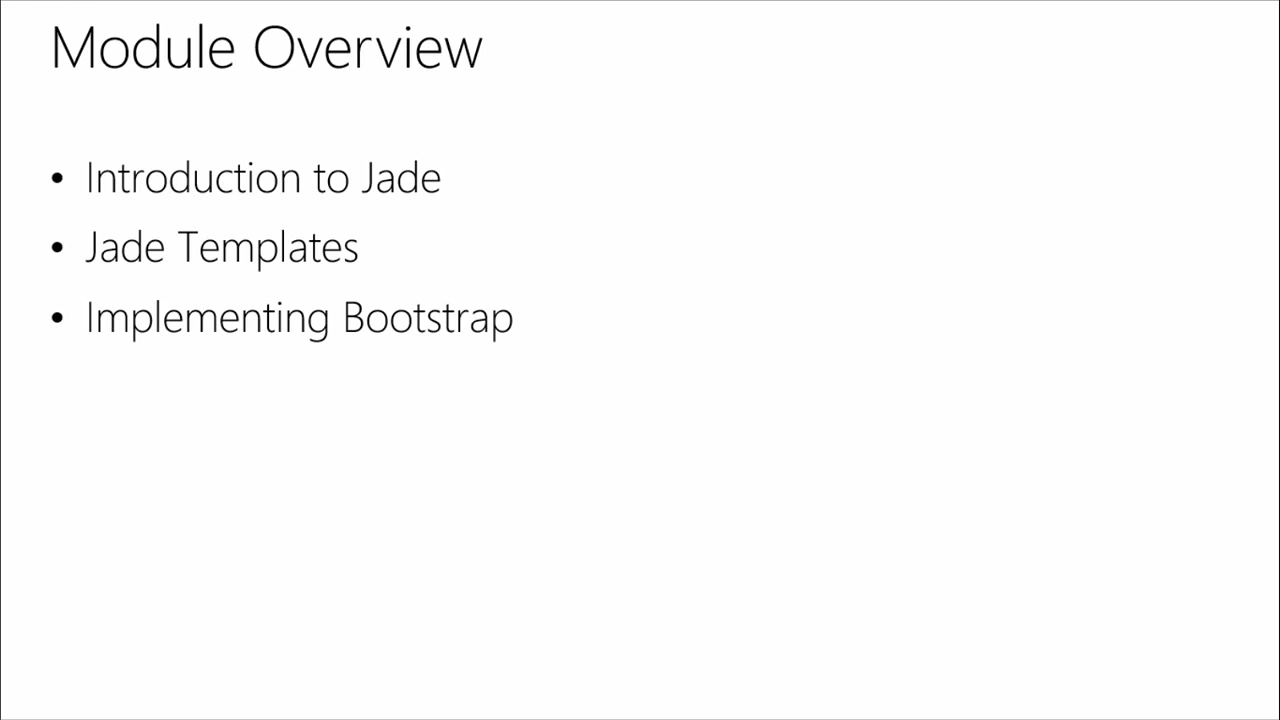 Module Overview
• Introduction to Jade
• Jade Templates
• Implementing Bootstrap